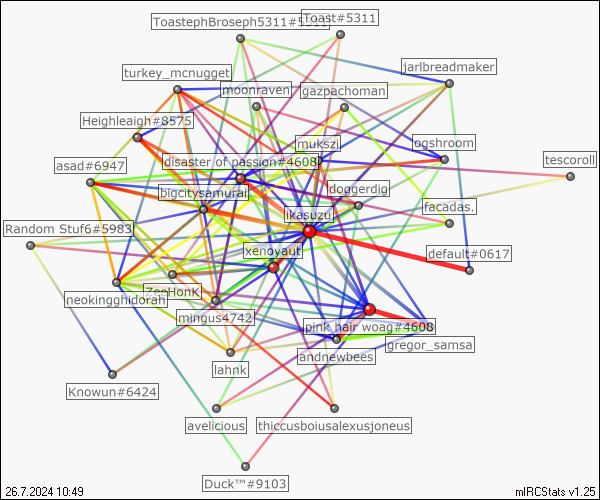 ToastephBroseph5311#5311
iToast#5311
jarlbreadmaker
turkey_mcnugget
moonraven
gazpachoman
Heighleaigh#8575
mukszi
ogshroom
asad#6947
disaster of passion#4608
tescoroll
bigcitysamurai
doggerdig
facadas.
likasuzu
Random Stuf6#5983
xenoyaut
default#0617
ZeeHonK
neokingghidorah
mingus4742
pink hair woag#4608
gregor_samsa
andnewbees
lahnk
Knowun#6424
avelicious
thiccusboiusalexusjoneus
Duck™#9103
26.7.2024 10:49
mIRCStats v1.25